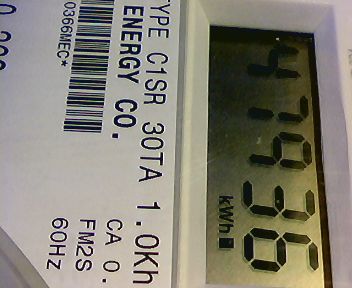 47936
kWh
TYPE C1SR 30TA 1.0Kh
ENERGY CO.
CA 0.
FM2S
60HZ
0366MEC*